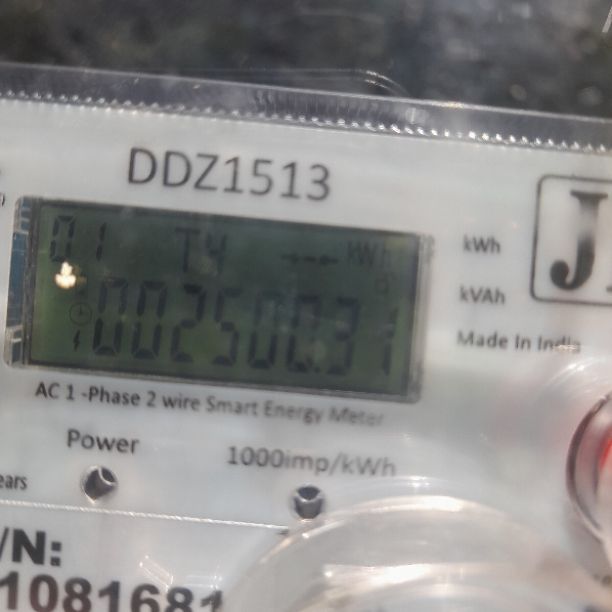 DDZ1513
01 T4 kWh
002500.31
kWh
kVAh
Made In India
J
AC 1 -Phase 2 wire Smart Energy Meter
Power
1000imp/kWh
ears
/N:
1081681